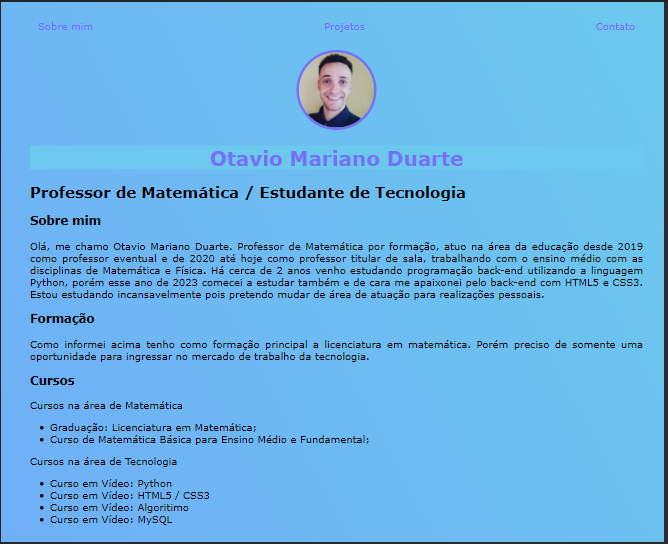 Sobre mim
Projetos
Contato
Otavio Mariano Duarte
Professor de Matemática / Estudante de Tecnologia
Sobre mim
Olá, me chamo Otavio Mariano Duarte. Professor de Matemática por formação, atuo na área da educação desde 2019
como professor eventual e de 2020 até hoje como professor titular de sala, trabalhando com o ensino médio com as
disciplinas de Matemática e Física. Há cerca de 2 anos venho estudando programação back-end utilizando a linguagem
Python, porém esse ano de 2023 comecei a estudar também e de cara me apaixonei pelo back-end com HTML5 e CSS3.
Estou estudando incansavelmente pois pretendo mudar de área de atuação para realizações pessoais.
Formação
Como informei acima tenho como formação principal a licenciatura em matemática. Porém preciso de somente uma
oportunidade para ingressar no mercado de trabalho da tecnologia.
Cursos
Cursos na área de Matemática
• Graduação: Licenciatura em Matemática;
• Curso de Matemática Básica para Ensino Médio e Fundamental;
Cursos na área de Tecnologia
• Curso em Vídeo: Python
• Curso em Vídeo: HTML5 / CSS3
• Curso em Vídeo: Algoritimo
• Curso em Vídeo: MySQL